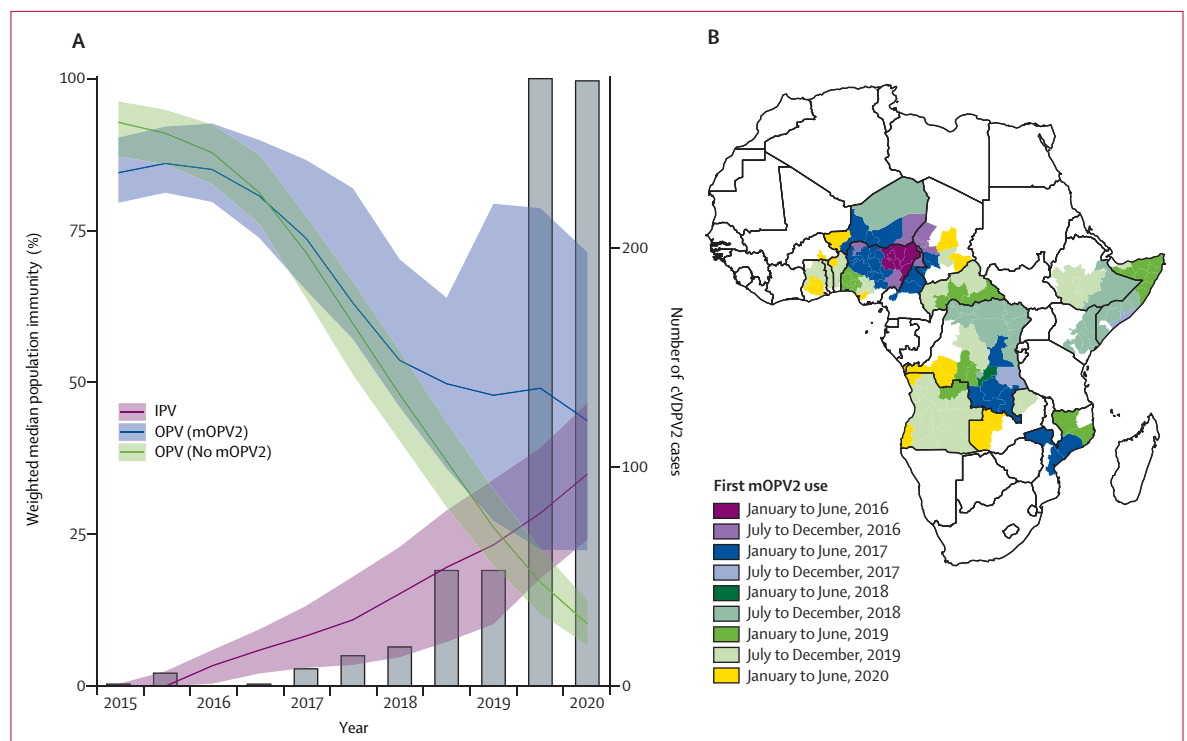 A
B
100
75
50
25
0
Weighted median population immunity (%)
200
100
0
Number of cVDPV2 cases
IPV
OPV (mOPV2)
OPV (No mOPV2)
2015
2016
2017
2018
2019
2020
Year
First mOPV2 use
January to June, 2016
July to December, 2016
January to June, 2017
July to December, 2017
January to June, 2018
July to December, 2018
January to June, 2019
July to December, 2019
January to June, 2020